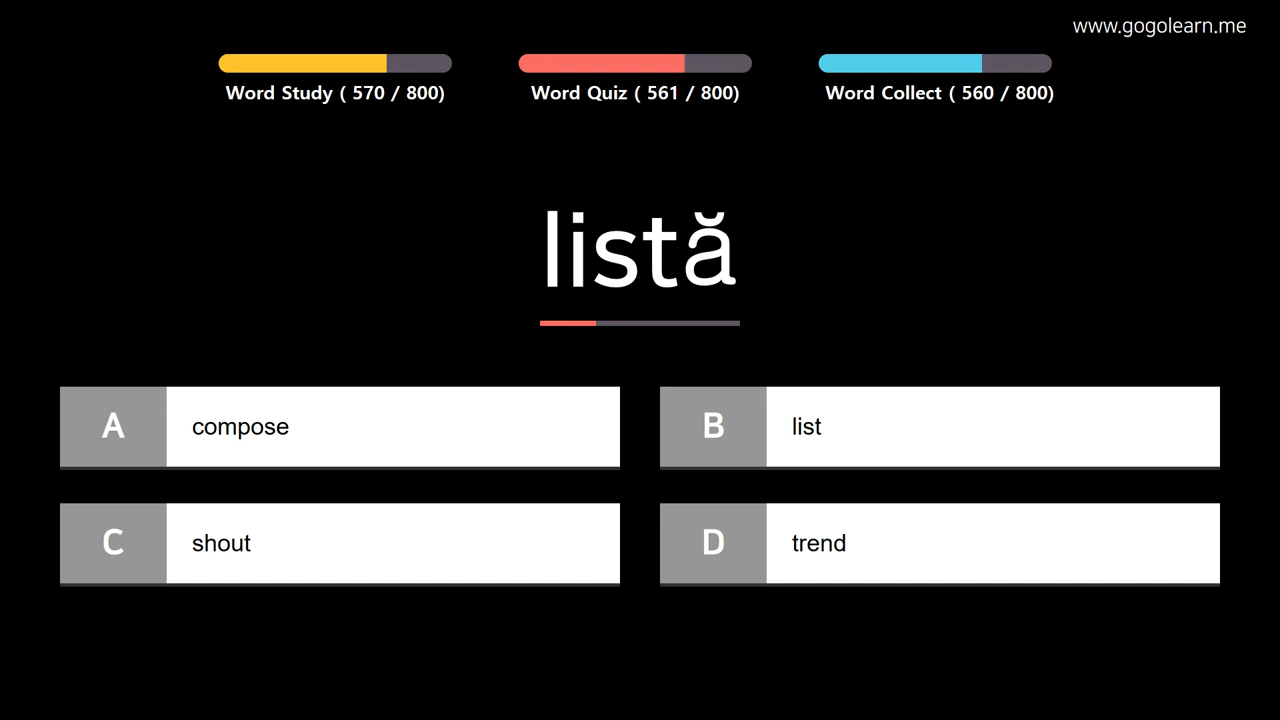 www.gogolearn.me
Word Study ( 570 / 800)
Word Quiz ( 561 / 800)
Word Collect ( 560 / 800)
listă
A compose
B list
C shout
D trend